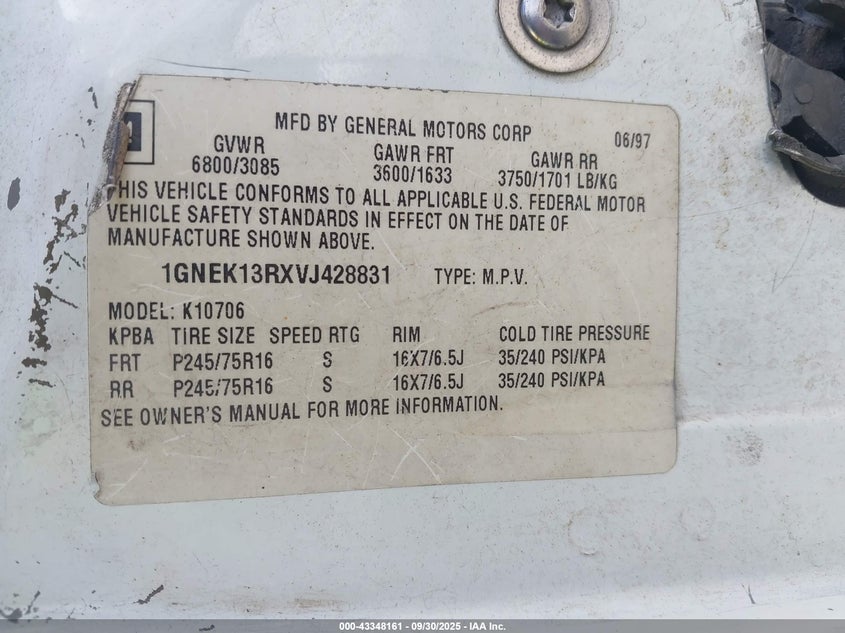 MFD BY GENERAL MOTORS CORP 06/97
GVWR GAWR FRT GAWR RR
6800/3085 3600/1633 3750/1701 LB/KG
THIS VEHICLE CONFORMS TO ALL APPLICABLE U.S. FEDERAL MOTOR
VEHICLE SAFETY STANDARDS IN EFFECT ON THE DATE OF
MANUFACTURE SHOWN ABOVE.
1GNEK13RXVJ428831 TYPE: M.P.V.
MODEL: K10706
KPBA TIRE SIZE SPEED RTG RIM COLD TIRE PRESSURE
FRT P245/75R16 S 16X7/6.5J 35/240 PSI/KPA
RR P245/75R16 S 16X7/6.5J 35/240 PSI/KPA
SEE OWNER'S MANUAL FOR MORE INFORMATION.
000-43348161 - 09/30/2025 - IAA Inc.